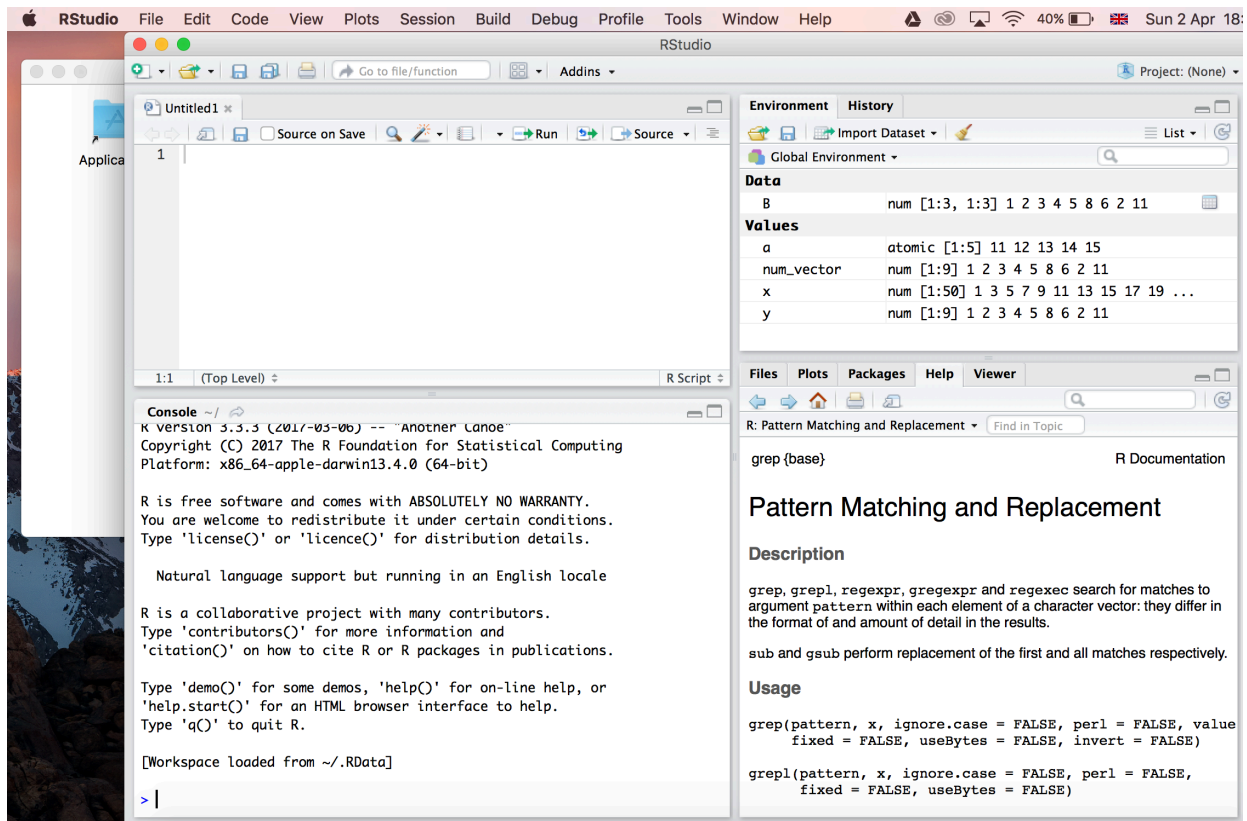 RStudio File Edit Code View Plots Session Build Debug Profile Tools Window Help 40% Sun 2 Apr 18:
RStudio
Go to file/function Addins Project: (None)
Applica
Untitled1
Source on Save Run Source
1
1:1 (Top Level) R Script
Console ~/
R version 3.3.3 (2017-03-06) -- "Another Canoe"
Copyright (C) 2017 The R Foundation for Statistical Computing
Platform: x86_64-apple-darwin13.4.0 (64-bit)
R is free software and comes with ABSOLUTELY NO WARRANTY.
You are welcome to redistribute it under certain conditions.
Type 'license()' or 'licence()' for distribution details.
Natural language support but running in an English locale
R is a collaborative project with many contributors.
Type 'contributors()' for more information and
'citation()' on how to cite R or R packages in publications.
Type 'demo()' for some demos, 'help()' for on-line help, or
'help.start()' for an HTML browser interface to help.
Type 'q()' to quit R.
[Workspace loaded from ~/.RData]
>
Environment History
Import Dataset List
Global Environment
Data
B num [1:3, 1:3] 1 2 3 4 5 8 6 2 11
Values
a atomic [1:5] 11 12 13 14 15
num_vector num [1:9] 1 2 3 4 5 8 6 2 11
x num [1:50] 1 3 5 7 9 11 13 15 17 19 ...
y num [1:9] 1 2 3 4 5 8 6 2 11
Files Plots Packages Help Viewer
R: Pattern Matching and Replacement Find in Topic
grep {base} R Documentation
Pattern Matching and Replacement
Description
grep, grepl, regexpr, gregexpr and regexec search for matches to
argument pattern within each element of a character vector: they differ in
the format of and amount of detail in the results.
sub and gsub perform replacement of the first and all matches respectively.
Usage
grep(pattern, x, ignore.case = FALSE, perl = FALSE, value
fixed = FALSE, useBytes = FALSE, invert = FALSE)
grepl(pattern, x, ignore.case = FALSE, perl = FALSE,
fixed = FALSE, useBytes = FALSE)